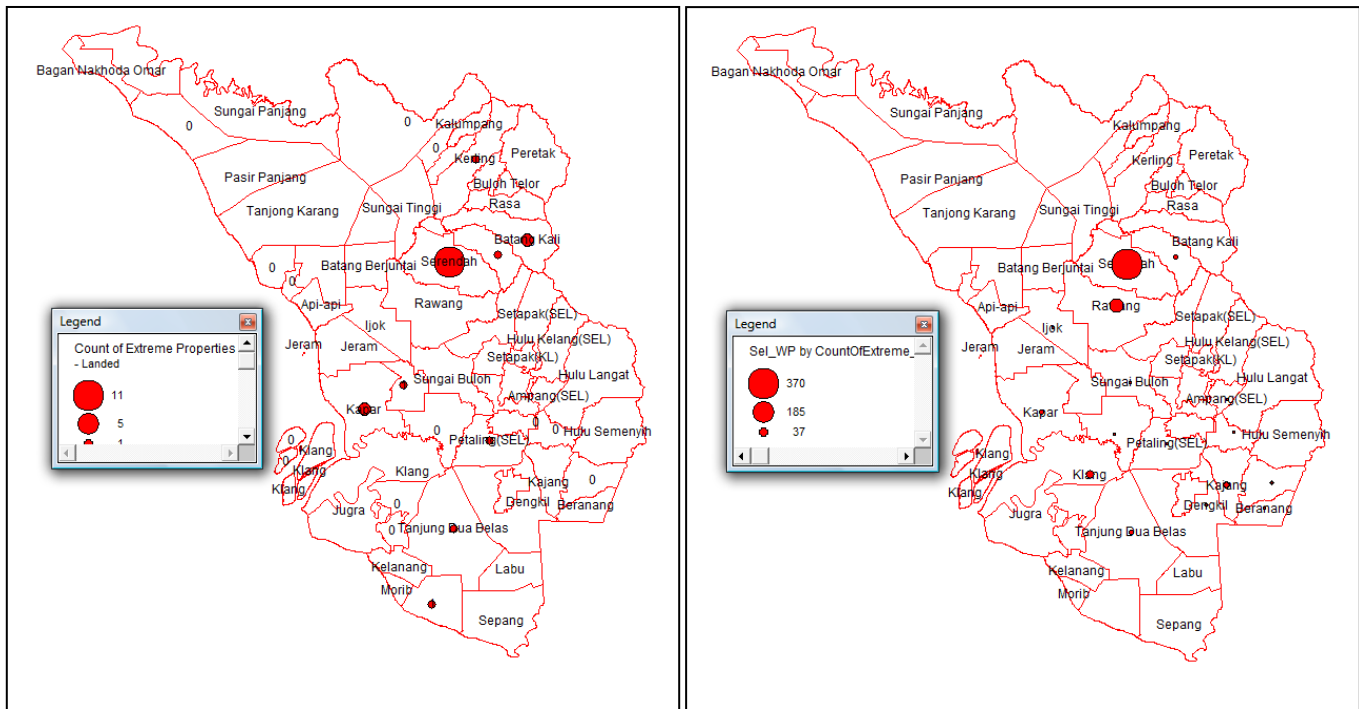 Bagan Nakhoda Omar
Sungai Panjang
0
0
Kalumpang
0
Kerling
Peretak
Pasir Panjang
Buloh Telor
Rasa
Tanjong Karang
Sungai Tinggi
Batang Kali
Serendah
0
Batang Berjuntai
0
Api-api
Rawang
Setapak(SEL)
Ijok
Jeram
Jeram
Hulu Kelang(SEL)
Setapak(KL)
Sungai Buloh
Hulu Langat
Ampang(SEL)
Kapar
0
0
0
Hulu Semenyih
Petaling(SEL)
0
Klang
0
Klang
Klang
Klang
Kajang
0
Dengkil
Beranang
0
Jugra
0
Tanjung Dua Belas
Kelanang
Labu
Morib
Sepang
Legend
Count of Extreme Properties
- Landed
11
5
1
Bagan Nakhoda Omar
Sungai Panjang
Kalumpang
Kerling
Peretak
Pasir Panjang
Buloh Telor
Rasa
Tanjong Karang
Sungai Tinggi
Batang Kali
Batang Berjuntai
Api-api
Rawang
Setapak(SEL)
Ijok
Jeram
Jeram
Hulu Kelang(SEL)
Setapak(KL)
Sungai Buloh
Hulu Langat
Ampang(SEL)
Kapar
Petaling(SEL)
Hulu Semenyih
Klang
Klang
Klang
Klang
Kajang
Dengkil
Beranang
Jugra
Tanjung Dua Belas
Kelanang
Labu
Morib
Sepang
Legend
Sel_WP by CountOfExtreme_
370
185
37